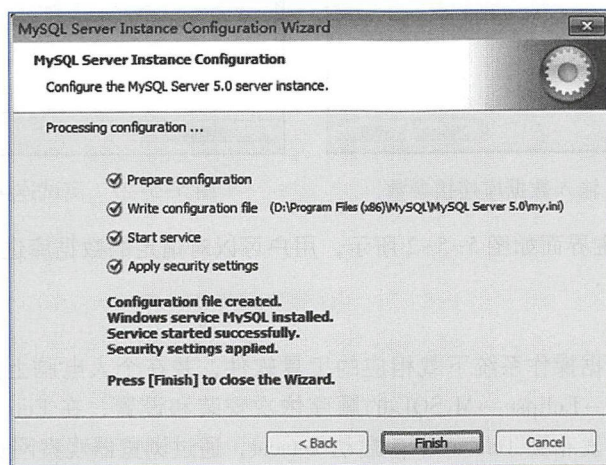 MySQL Server Instance Configuration Wizard
MySQL Server Instance Configuration
Configure the MySQL Server 5.0 server instance.
Processing configuration ...
Prepare configuration
Write configuration file (D:\Program Files (x86)\MySQL\MySQL Server 5.0\my.ini)
Start service
Apply security settings
Configuration file created.
Windows service MySQL installed.
Service started successfully.
Security settings applied.
Press [Finish] to close the Wizard.
< Back Finish Cancel